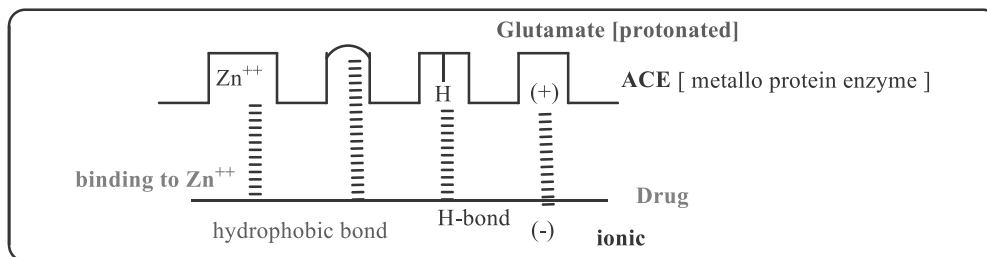 Glutamate [protonated]
Zn++
H
(+)
ACE [ metallo protein enzyme ]
binding to Zn++
Drug
hydrophobic bond
H-bond
(-)
ionic